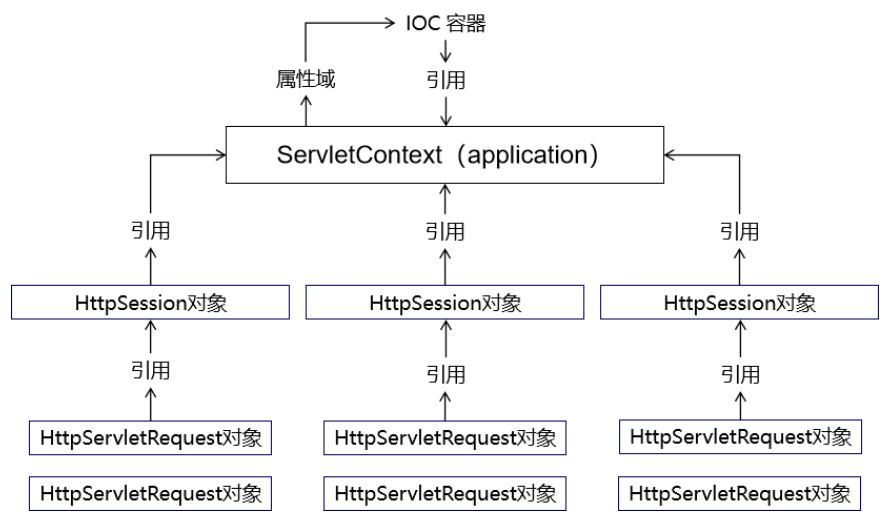 IOC 容器
属性域
引用
ServletContext（application）
引用
引用
引用
HttpSession对象
HttpSession对象
HttpSession对象
引用
引用
引用
HttpServletRequest对象
HttpServletRequest对象
HttpServletRequest对象
HttpServletRequest对象
HttpServletRequest对象
HttpServletRequest对象